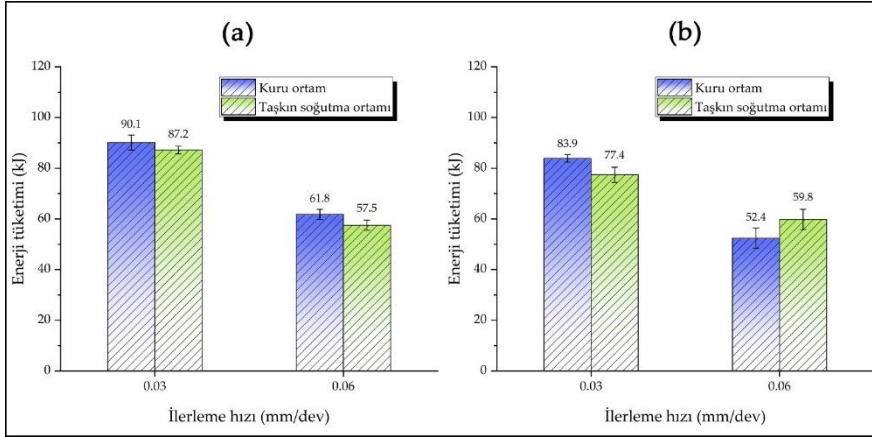 (a)
Enerji tüketimi (kJ)
120
100
80
60
40
20
0
Kuru ortam
Taşkın soğutma ortamı
90.1
87.2
61.8
57.5
0.03
0.06
İlerleme hızı (mm/dev)
(b)
Enerji tüketimi (kJ)
120
100
80
60
40
20
0
Kuru ortam
Taşkın soğutma ortamı
83.9
77.4
52.4
59.8
0.03
0.06
İlerleme hızı (mm/dev)